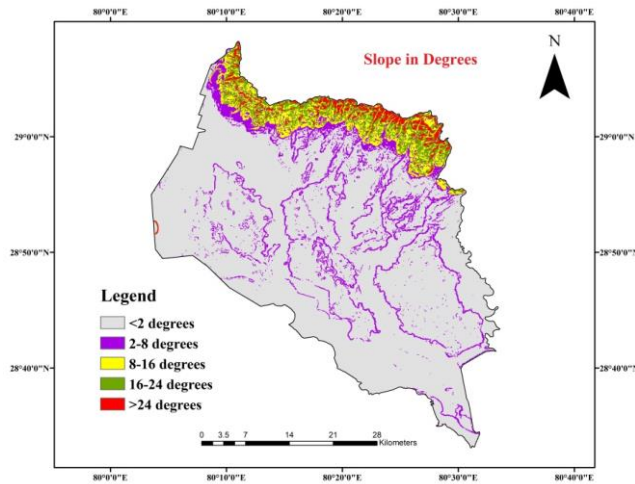 80°0'0"E 80°10'0"E 80°20'0"E 80°30'0"E 80°40'0"E
Slope in Degrees
N
29°0'0"N 29°0'0"N
28°50'0"N 28°50'0"N
Legend
<2 degrees
2-8 degrees
8-16 degrees
16-24 degrees
>24 degrees
28°40'0"N 28°40'0"N
0 3.5 7 14 21 28
Kilometers
80°0'0"E 80°10'0"E 80°20'0"E 80°30'0"E 80°40'0"E